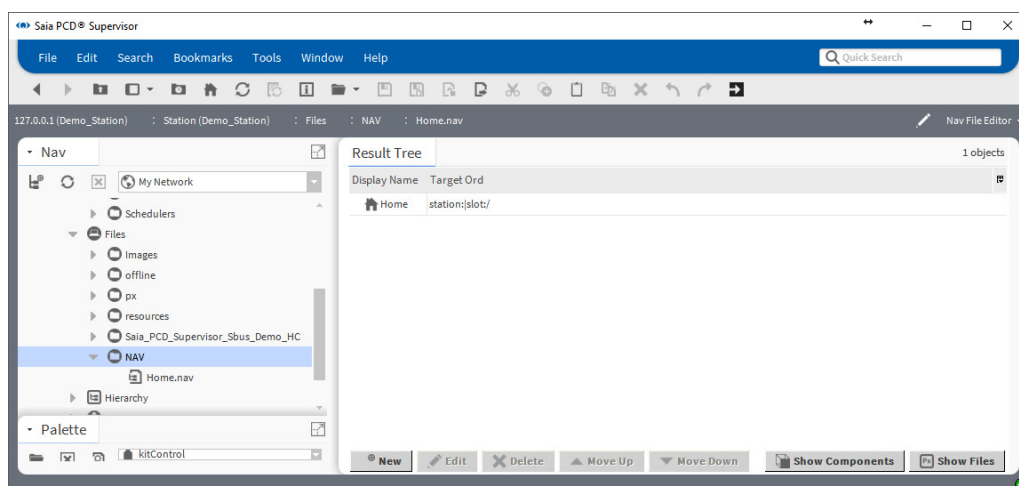 Saia PCD® Supervisor
File Edit Search Bookmarks Tools Window Help
Quick Search
127.0.0.1 (Demo_Station) : Station (Demo_Station) : Files : NAV : Home.nav
Nav File Editor
Nav
My Network
Schedulers
Files
Images
offline
px
resources
Saia_PCD_Supervisor_Sbus_Demo_HC
NAV
Home.nav
Hierarchy
Palette
kitControl
Result Tree
1 objects
Display Name Target Ord
Home station:|slot:/
New Edit Delete Move Up Move Down Show Components Px Show Files